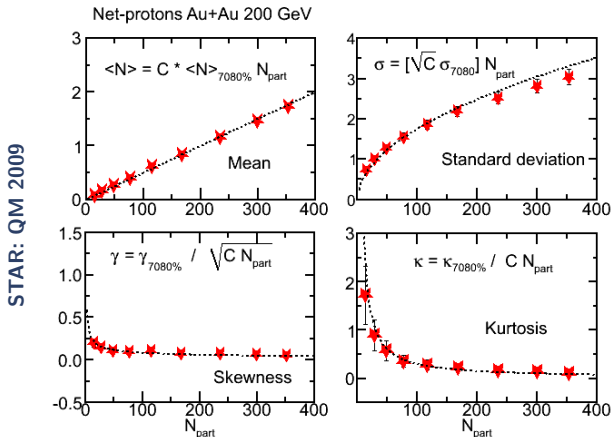 Net-protons Au+Au 200 GeV
STAR: QM 2009
3
2
1
0
0 100 200 300 400
<N> = C * <N>7080% Npart
Mean
4
3
2
1
0
0 100 200 300 400
σ = [√C σ7080] Npart
Standard deviation
1.5
1.0
0.5
0.0
-0.5
0 100 200 300 400
γ = γ7080% / √C Npart
Skewness
Npart
3
2
1
0
0 100 200 300 400
κ = κ7080% / C Npart
Kurtosis
Npart